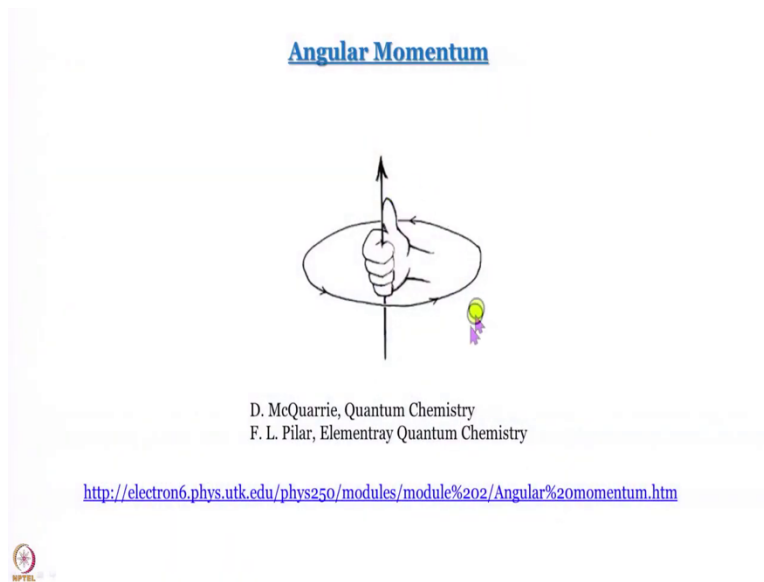 Angular Momentum
D. McQuarrie, Quantum Chemistry
F. L. Pilar, Elementray Quantum Chemistry
http://electron6.phys.utk.edu/phys250/modules/module%202/Angular%20momentum.htm
NPTEL